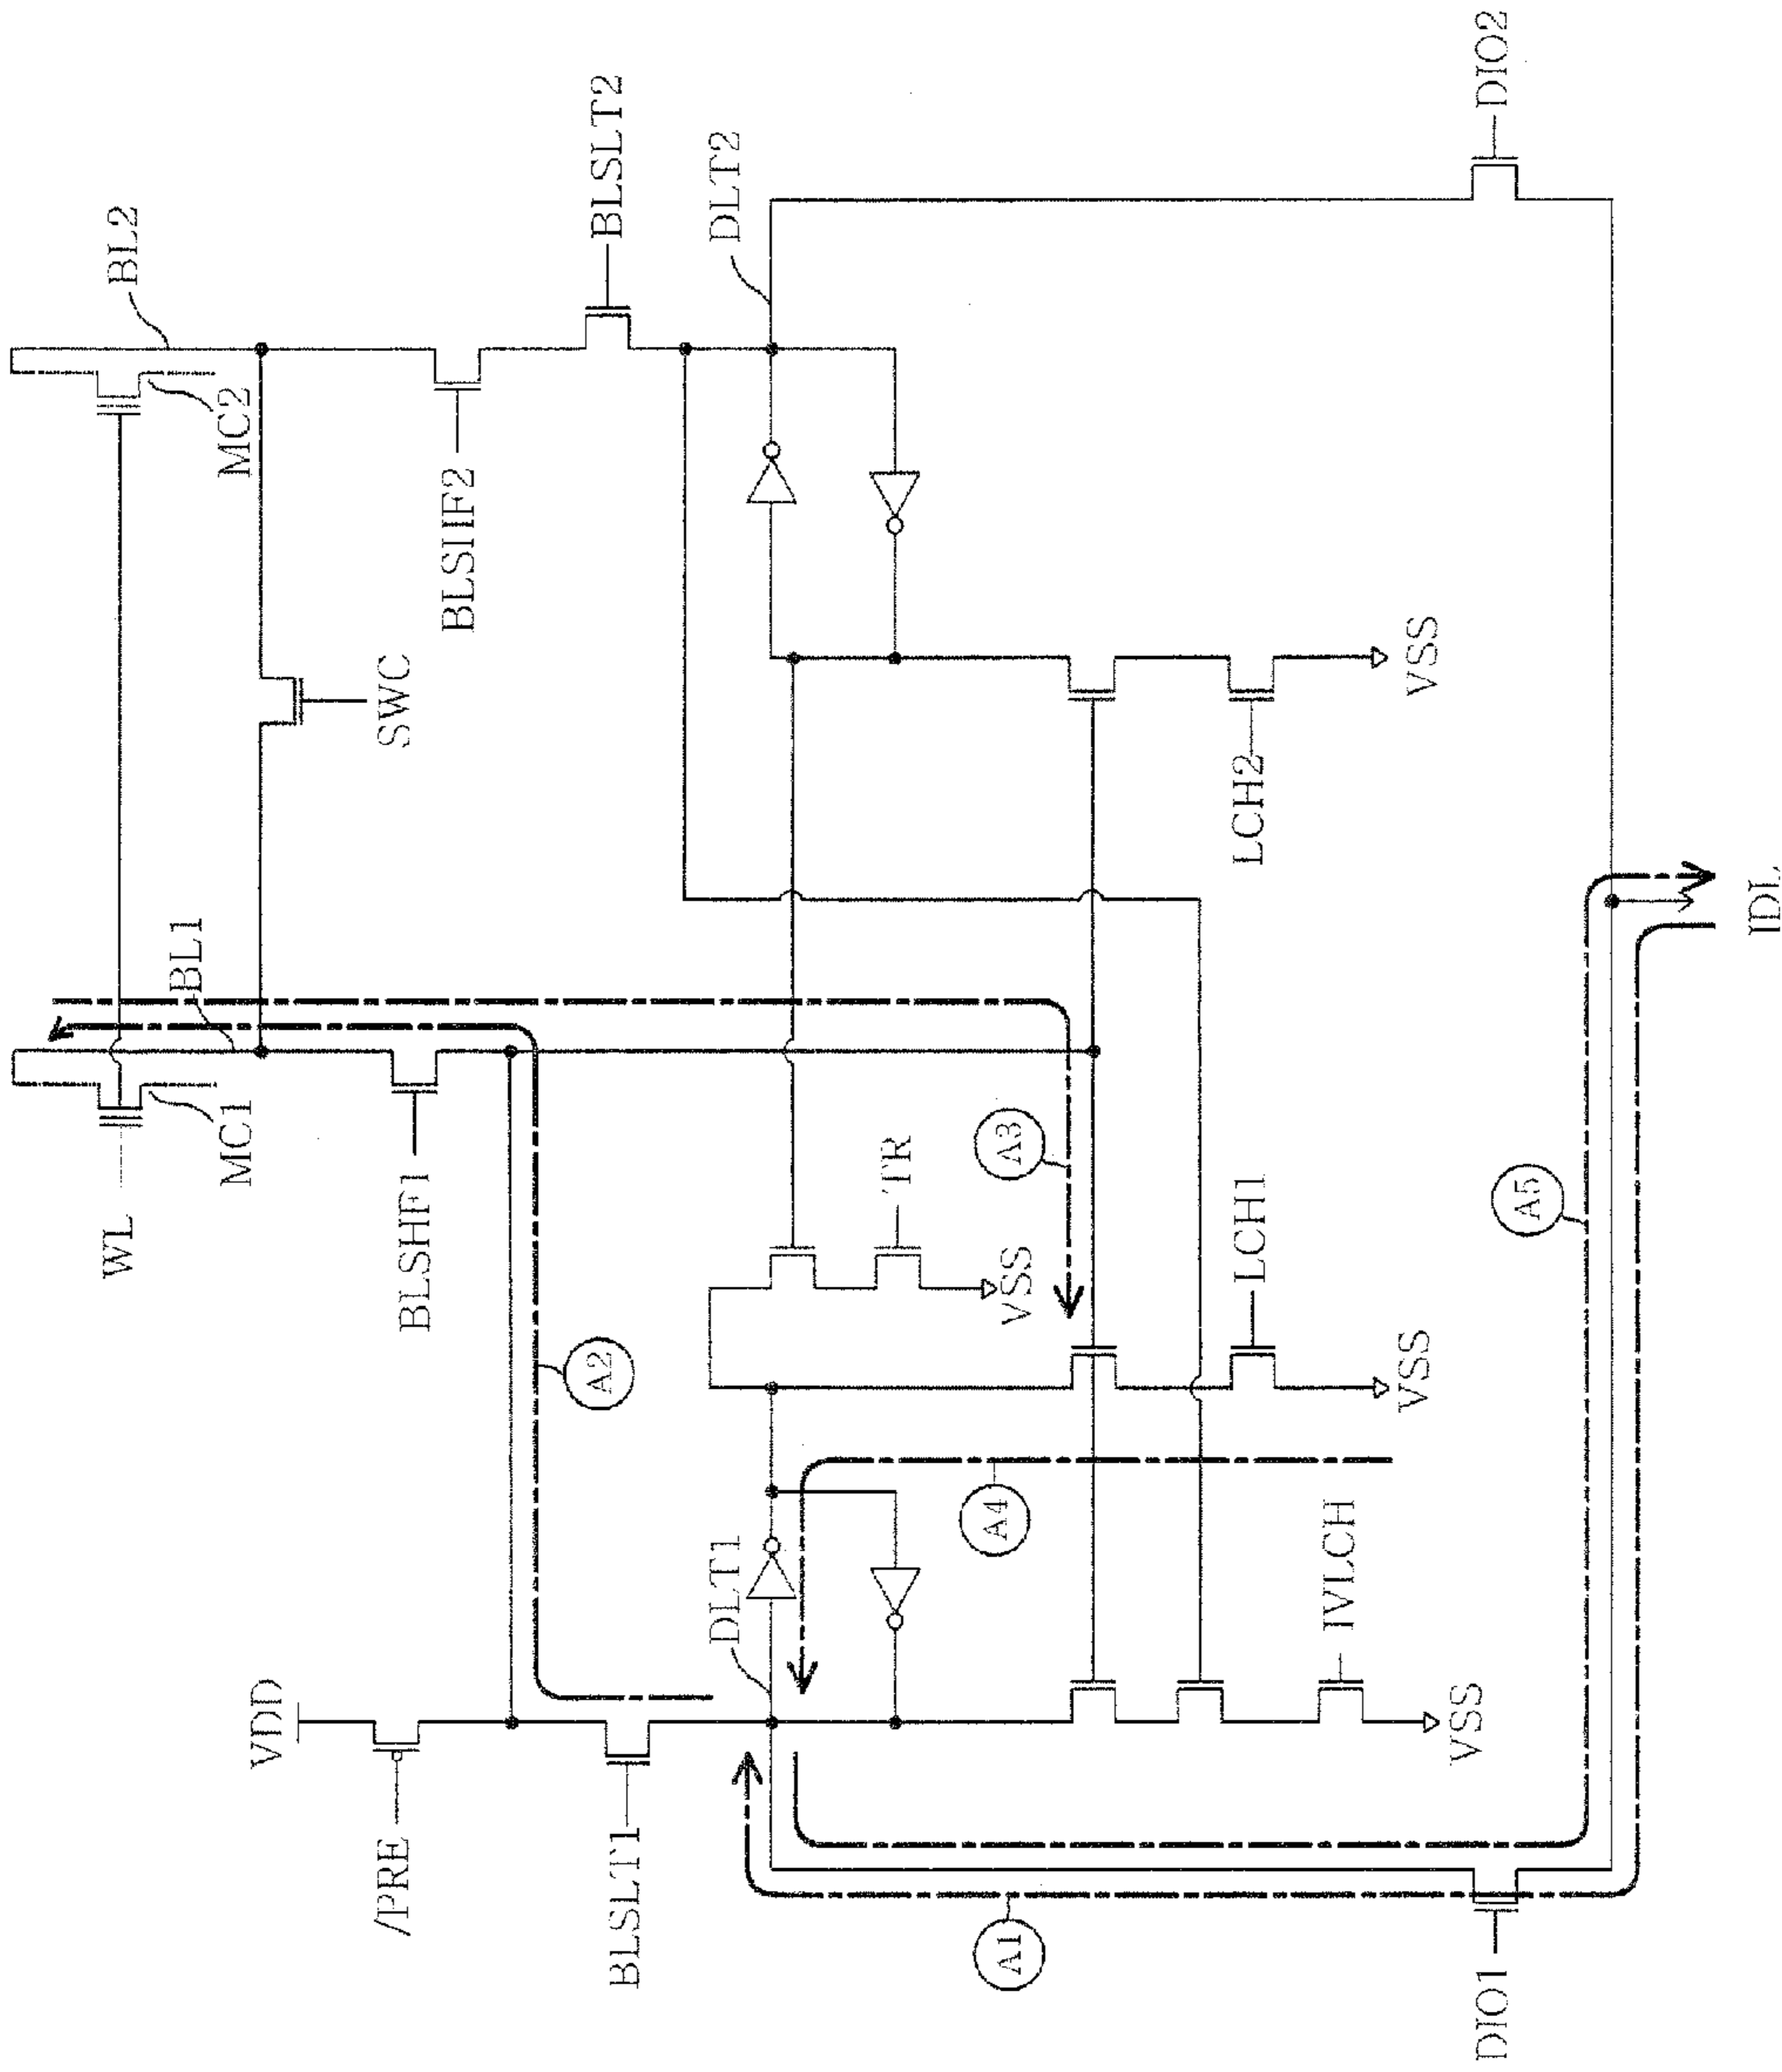 WL
BL2
BL1
MC1
MC2
VDD
/PRE
SWC
BLSHF1
BLSHF2
A2
BLSLT2
BLSLT1
DLT1
DLT2
TR
A4
A1
A3
VSS
LCH1
LCH2
IVLCH
VSS
VSS
VSS
DIO1
DIO2
A5
IDL